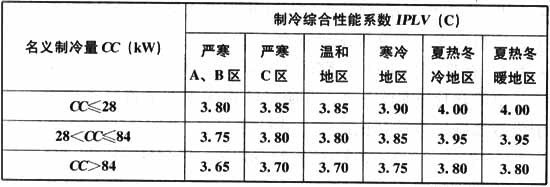 名义制冷量CC（kW）
制冷综合性能系数IPLV（C）
严寒 严寒 温和 寒冷 夏热冬 夏热冬
A、B区 C区 地区 地区 冷地区 暖地区
CC≤28 3.80 3.85 3.85 3.90 4.00 4.00
28<CC≤84 3.75 3.80 3.80 3.85 3.95 3.95
CC>84 3.65 3.70 3.70 3.75 3.80 3.80